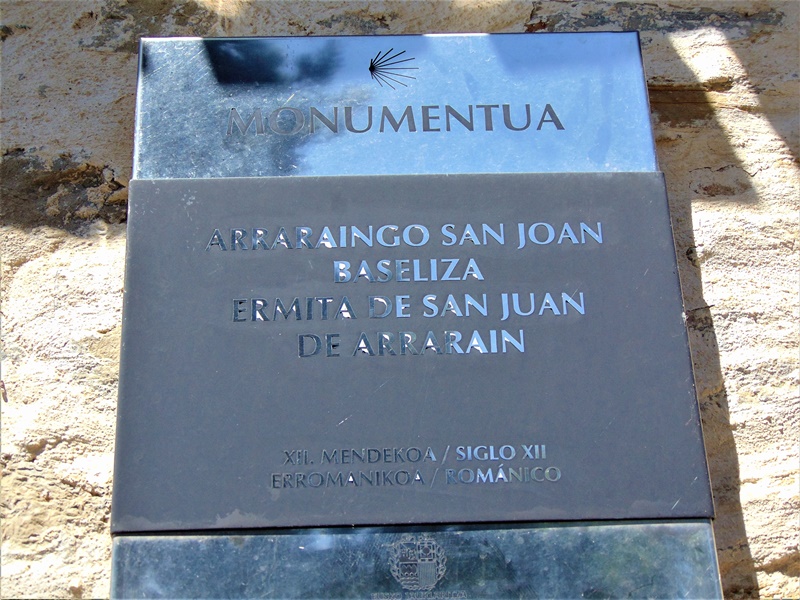 MONUMENTUA
ARRARAINGO SAN JOAN
BASELIZA
ERMITA DE SAN JUAN
DE ARRARAIN
XII. MENDEKOA / SIGLO XII
ERROMANIKOA / ROMÁNICO